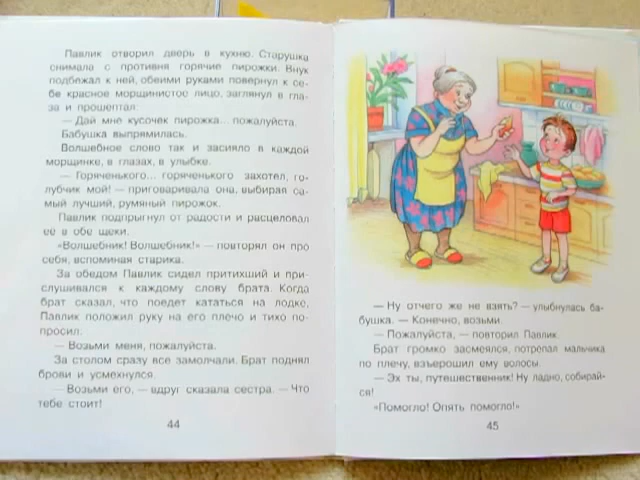 Павлик отворил дверь в кухню. Старушка
снимала с противня горячие пирожки. Внук
подбежал к ней, обеими руками повернул к се-
бе красное морщинистое лицо, заглянул в гла-
за и прошептал:
— Дай мне кусочек пирожка... пожалуйста.
Бабушка выпрямилась.
Волшебное слово так и засияло в каждой
морщинке, в глазах, в улыбке.
— Горяченького... горяченького захотел, го-
лубчик мой! — приговаривала она, выбирая са-
мый лучший, румяный пирожок.
Павлик подпрыгнул от радости и расцеловал
её в обе щеки.
«Волшебник! Волшебник!» — повторял он про
себя, вспоминая старика.
За обедом Павлик сидел притихший и при-
слушивался к каждому слову брата. Когда
брат сказал, что поедет кататься на лодке,
Павлик положил руку на его плечо и тихо по-
просил:
— Возьми меня, пожалуйста.
За столом сразу все замолчали. Брат поднял
брови и усмехнулся.
— Возьми его, — вдруг сказала сестра. — Что
тебе стоит!
44
— Ну отчего же не взять? — улыбнулась ба-
бушка. — Конечно, возьми.
— Пожалуйста, — повторил Павлик.
Брат громко засмеялся, потрепал мальчика
по плечу, взъерошил ему волосы.
— Эх ты, путешественник! Ну ладно, собирай-
ся!
«Помогло! Опять помогло!»
45